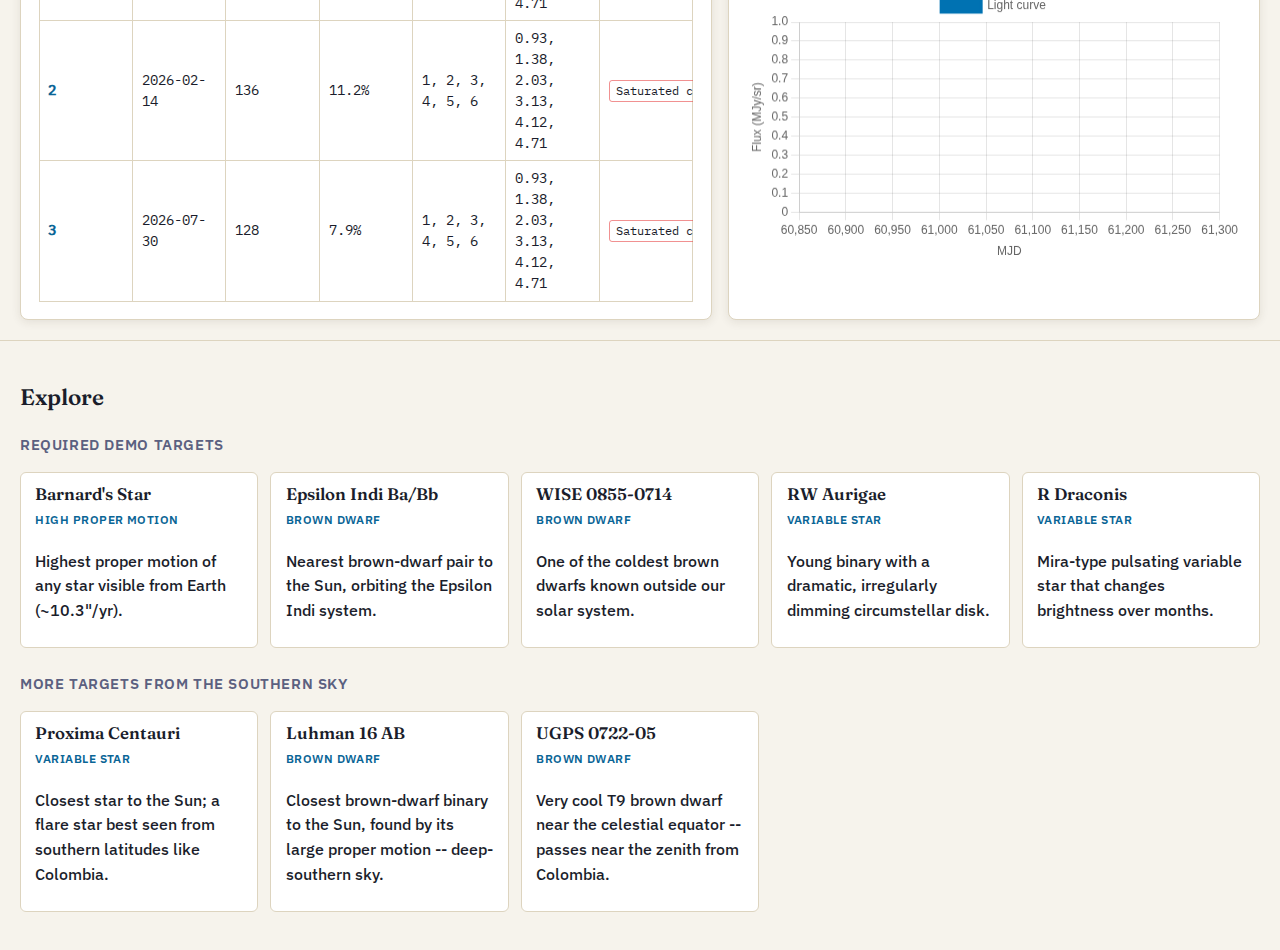 4.71
2
2026-02-
14
136
11.2%
1, 2, 3,
4, 5, 6
0.93,
1.38,
2.03,
3.13,
4.12,
4.71
Saturated c
3
2026-07-
30
128
7.9%
1, 2, 3,
4, 5, 6
0.93,
1.38,
2.03,
3.13,
4.12,
4.71
Saturated c
Light curve
Flux (MJy/sr)
1.0
0.9
0.8
0.7
0.6
0.5
0.4
0.3
0.2
0.1
0
60,850 60,900 60,950 61,000 61,050 61,100 61,150 61,200 61,250 61,300
MJD
Explore
REQUIRED DEMO TARGETS
Barnard's Star
HIGH PROPER MOTION
Highest proper motion of
any star visible from Earth
(~10.3"/yr).
Epsilon Indi Ba/Bb
BROWN DWARF
Nearest brown-dwarf pair to
the Sun, orbiting the Epsilon
Indi system.
WISE 0855-0714
BROWN DWARF
One of the coldest brown
dwarfs known outside our
solar system.
RW Aurigae
VARIABLE STAR
Young binary with a
dramatic, irregularly
dimming circumstellar disk.
R Draconis
VARIABLE STAR
Mira-type pulsating variable
star that changes
brightness over months.
MORE TARGETS FROM THE SOUTHERN SKY
Proxima Centauri
VARIABLE STAR
Closest star to the Sun; a
flare star best seen from
southern latitudes like
Colombia.
Luhman 16 AB
BROWN DWARF
Closest brown-dwarf binary
to the Sun, found by its
large proper motion -- deep-
southern sky.
UGPS 0722-05
BROWN DWARF
Very cool T9 brown dwarf
near the celestial equator --
passes near the zenith from
Colombia.